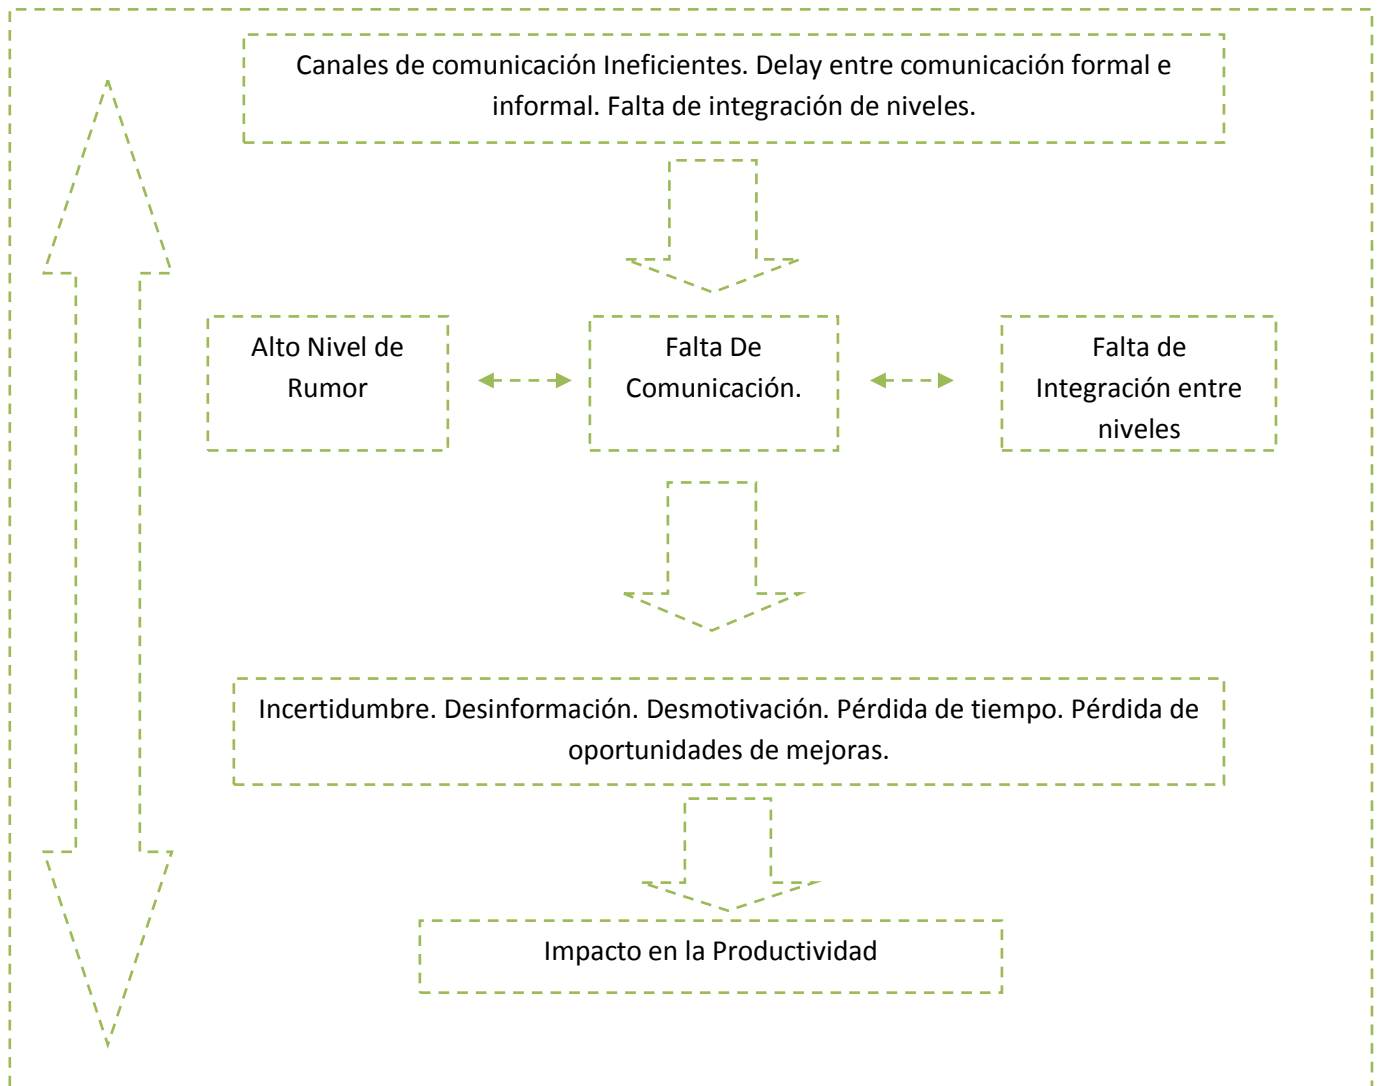 Canales de comunicación Ineficientes. Delay entre comunicación formal e
informal. Falta de integración de niveles.
Alto Nivel de
Rumor
Falta De
Comunicación.
Falta de
Integración entre
niveles
Incertidumbre. Desinformación. Desmotivación. Pérdida de tiempo. Pérdida de
oportunidades de mejoras.
Impacto en la Productividad